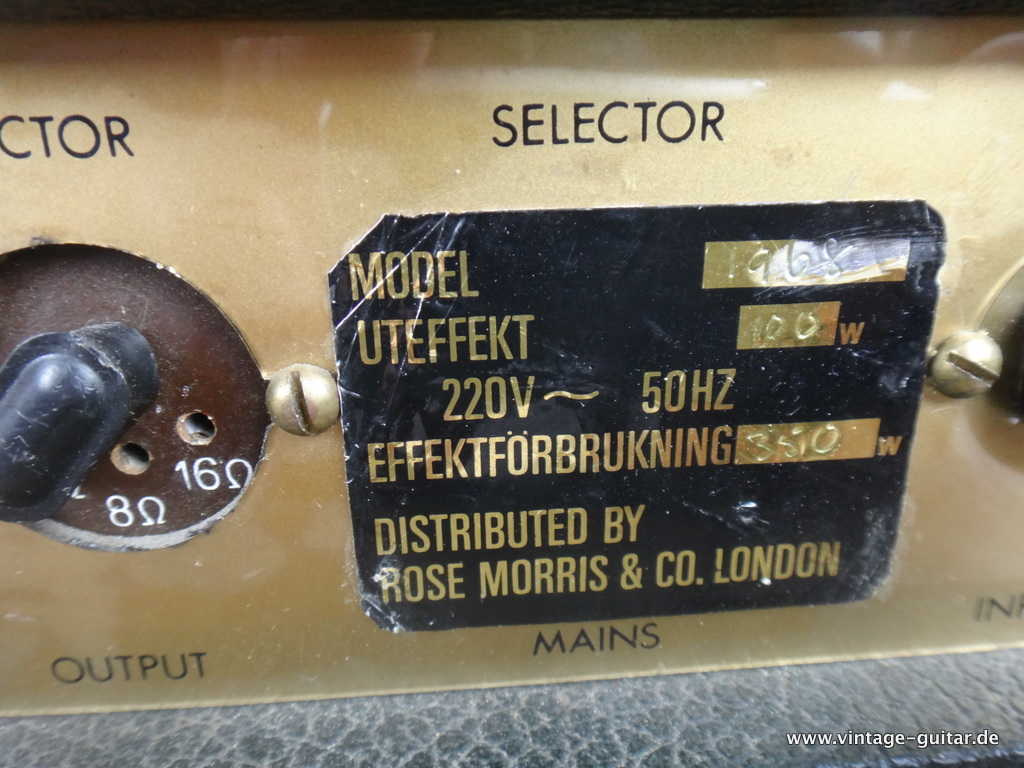 CTOR
SELECTOR
MODEL 1968
UTEFFEKT 100 W
220V ~ 50HZ
EFFEKTFÖRBRUKNING 350 W
DISTRIBUTED BY
ROSE MORRIS & CO. LONDON
8Ω
16Ω
OUTPUT
MAINS
www.vintage-guitar.de